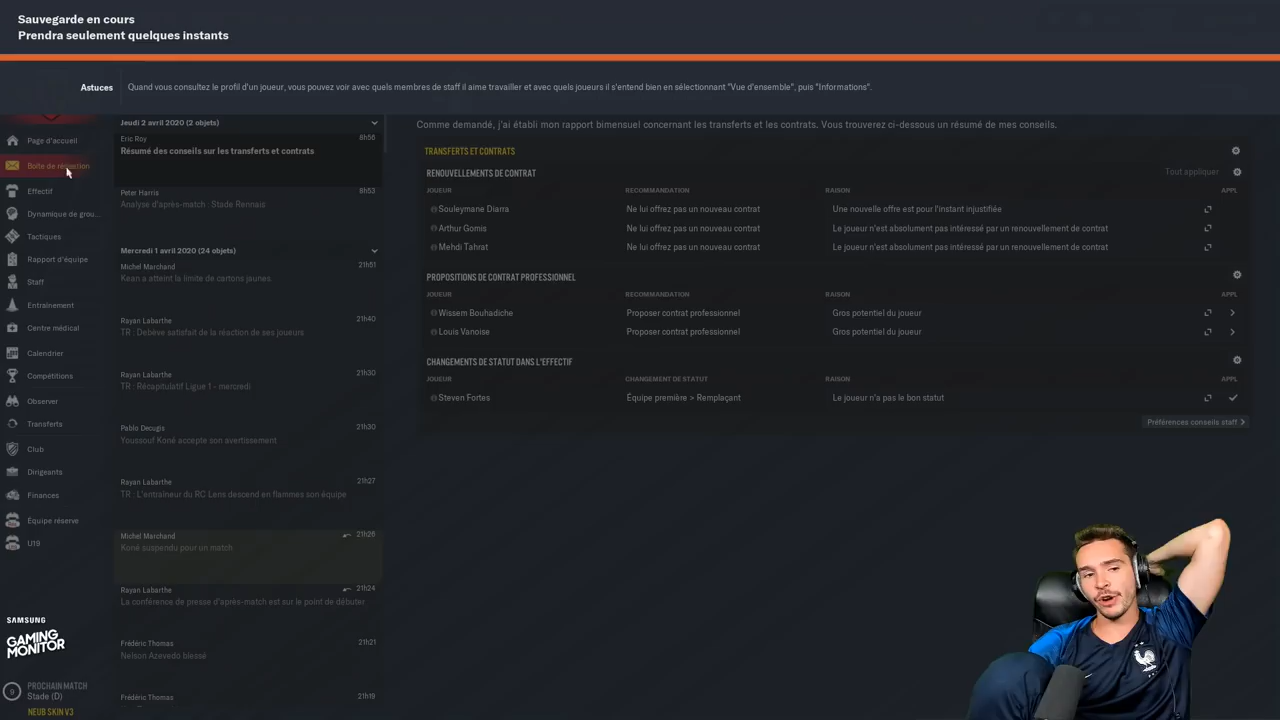 Sauvegarde en cours
Prendra seulement quelques instants
Astuces
Quand vous consultez le profil d'un joueur, vous pouvez voir avec quels membres de staff il aime travailler et avec quels joueurs il s'entend bien en sélectionnant "Vue d'ensemble", puis "Informations".
Page d'accueil
Boîte de réception
Effectif
Dynamique de grou...
Tactiques
Rapport d'équipe
Staff
Entraînement
Centre médical
Calendrier
Compétitions
Observer
Transferts
Club
Dirigeants
Finances
Équipe réserve
U19
SAMSUNG
GAMING
MONITOR
9
PROCHAIN MATCH
Stade (D)
NEUB SKIN V3
Jeudi 2 avril 2020 (2 objets)
Eric Roy 8h56
Résumé des conseils sur les transferts et contrats
Peter Harris 8h53
Analyse d'après-match : Stade Rennais
Mercredi 1 avril 2020 (24 objets)
Michel Marchand 21h51
Kean a atteint la limite de cartons jaunes.
Rayan Labarthe 21h40
TR : Debève satisfait de la réaction de ses joueurs
Rayan Labarthe 21h30
TR : Récapitulatif Ligue 1 - mercredi
Pablo Decugis 21h30
Youssouf Koné accepte son avertissement
Rayan Labarthe 21h27
TR : L'entraîneur du RC Lens descend en flammes son équipe
Michel Marchand 21h26
Koné suspendu pour un match
Rayan Labarthe 21h24
La conférence de presse d'après-match est sur le point de débuter
Frédéric Thomas 21h21
Nelson Azevedo blessé
Frédéric Thomas 21h19
Comme demandé, j'ai établi mon rapport bimensuel concernant les transferts et les contrats. Vous trouverez ci-dessous un résumé de mes conseils.
TRANSFERTS ET CONTRATS
RENOUVELLEMENTS DE CONTRAT Tout appliquer
JOUEUR RECOMMANDATION RAISON APPL
Souleymane Diarra Ne lui offrez pas un nouveau contrat Une nouvelle offre est pour l'instant injustifiée
Arthur Gomis Ne lui offrez pas un nouveau contrat Le joueur n'est absolument pas intéressé par un renouvellement de contrat
Mehdi Tahrat Ne lui offrez pas un nouveau contrat Le joueur n'est absolument pas intéressé par un renouvellement de contrat
PROPOSITIONS DE CONTRAT PROFESSIONNEL
JOUEUR RECOMMANDATION RAISON APPL
Wissem Bouhadiche Proposer contrat professionnel Gros potentiel du joueur
Louis Vanoise Proposer contrat professionnel Gros potentiel du joueur
CHANGEMENTS DE STATUT DANS L'EFFECTIF
JOUEUR CHANGEMENT DE STATUT RAISON APPL
Steven Fortes Équipe première > Remplaçant Le joueur n'a pas le bon statut
Préférences conseils staff